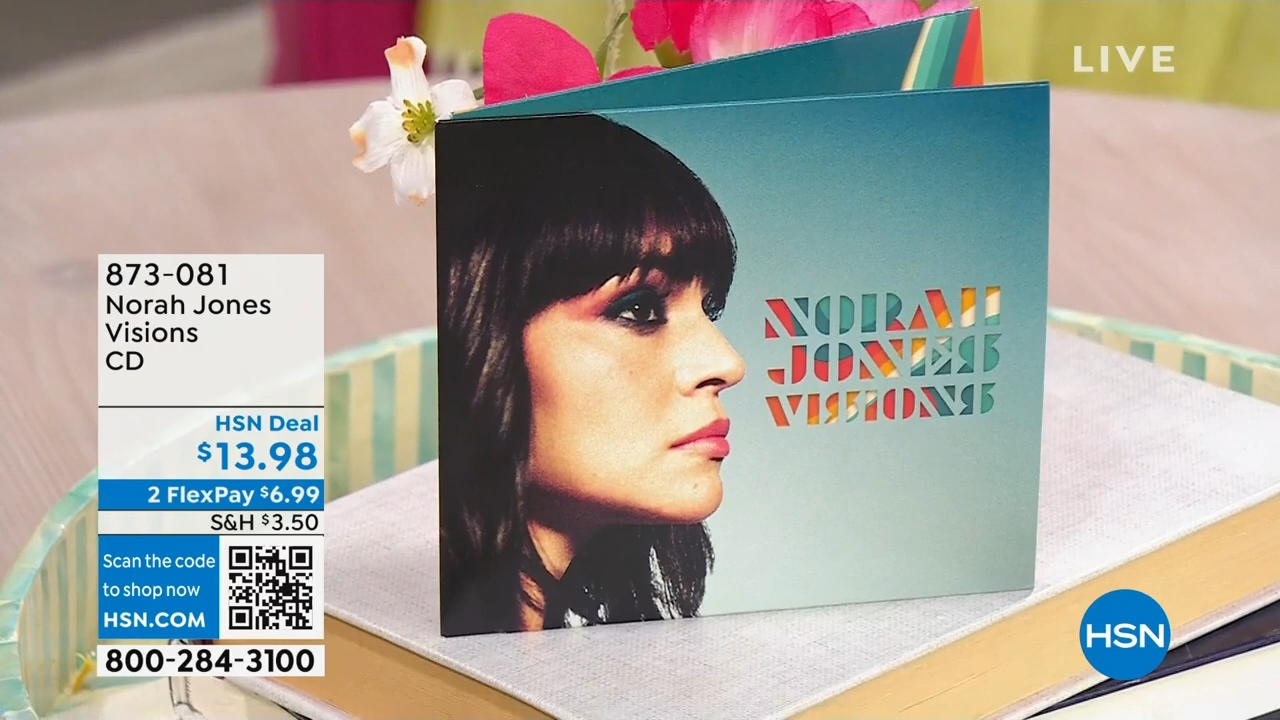 LIVE
873-081
Norah Jones
Visions
CD
HSN Deal
$13.98
2 FlexPay $6.99
S&H $3.50
Scan the code
to shop now
HSN.COM
800-284-3100
NORAH
JONES
VISIONS
HSN